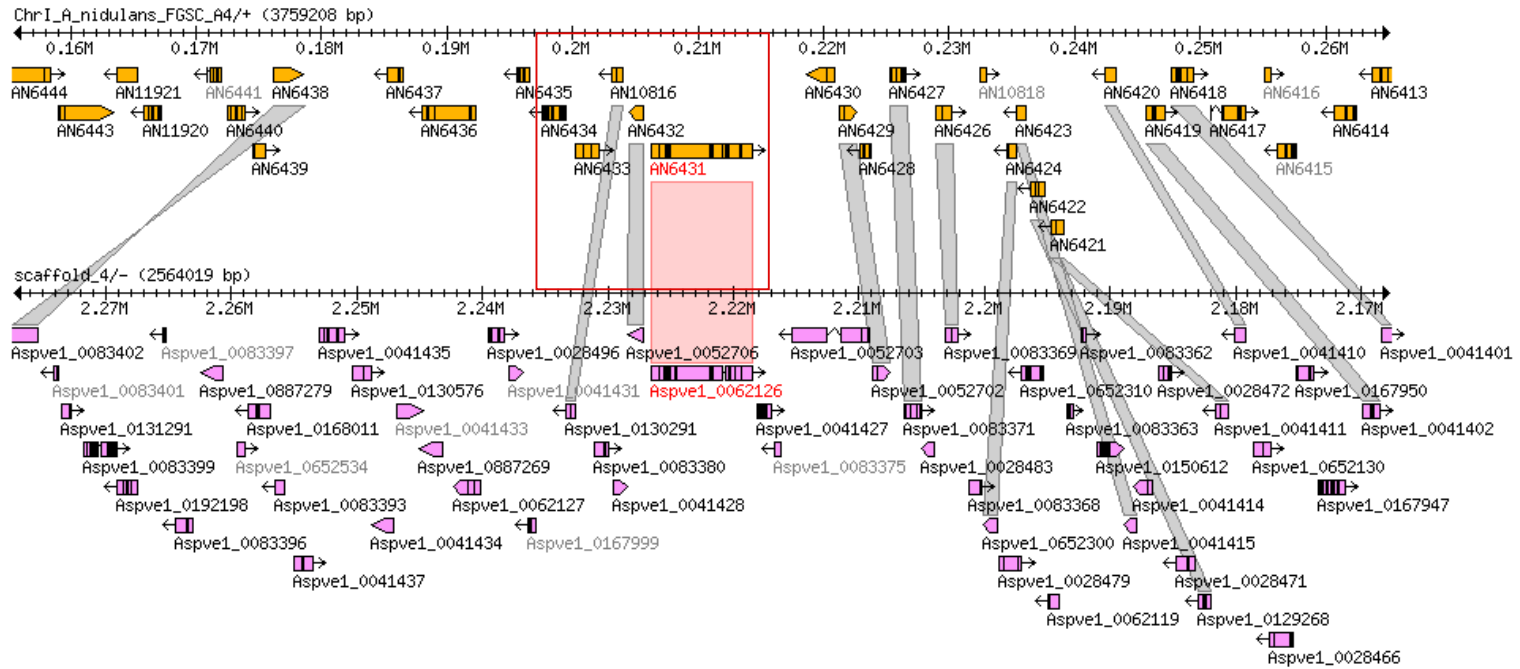 ChrI_A_nidulans_FGSC_A4/+ (3759208 bp)
0.16M 0.17M 0.18M 0.19M 0.2M 0.21M 0.22M 0.23M 0.24M 0.25M 0.26M
AN6444 AN11921 AN6441 AN6438 AN6437 AN6435 AN10816 AN6430 AN6427 AN10818 AN6420 AN6418 AN6416 AN6413
AN6443 AN11920 AN6440 AN6436 AN6434 AN6432 AN6429 AN6426 AN6423 AN6419 AN6417 AN6414
AN6439 AN6433 AN6431 AN6428 AN6424 AN6415
AN6422
AN6421
scaffold_4/- (2564019 bp)
2.27M 2.26M 2.25M 2.24M 2.23M 2.22M 2.21M 2.2M 2.19M 2.18M 2.17M
Aspve1_0083402 Aspve1_0083397 Aspve1_0041435 Aspve1_0028496 Aspve1_0052706 Aspve1_0052703 Aspve1_0083369 Aspve1_0083362 Aspve1_0041410 Aspve1_0041401
Aspve1_0083401 Aspve1_0887279 Aspve1_0130576 Aspve1_0041431 Aspve1_0062126 Aspve1_0052702 Aspve1_0652310 Aspve1_0028472 Aspve1_0167950
Aspve1_0131291 Aspve1_0168011 Aspve1_0041433 Aspve1_0130291 Aspve1_0041427 Aspve1_0083371 Aspve1_0083363 Aspve1_0041411 Aspve1_0041402
Aspve1_0083399 Aspve1_0652534 Aspve1_0887269 Aspve1_0083380 Aspve1_0083375 Aspve1_0028483 Aspve1_0150612 Aspve1_0652130
Aspve1_0192198 Aspve1_0083393 Aspve1_0062127 Aspve1_0041428 Aspve1_0083368 Aspve1_0041414 Aspve1_0167947
Aspve1_0083396 Aspve1_0041434 Aspve1_0167999 Aspve1_0652300 Aspve1_0041415
Aspve1_0041437 Aspve1_0028479 Aspve1_0028471
Aspve1_0062119 Aspve1_0129268
Aspve1_0028466